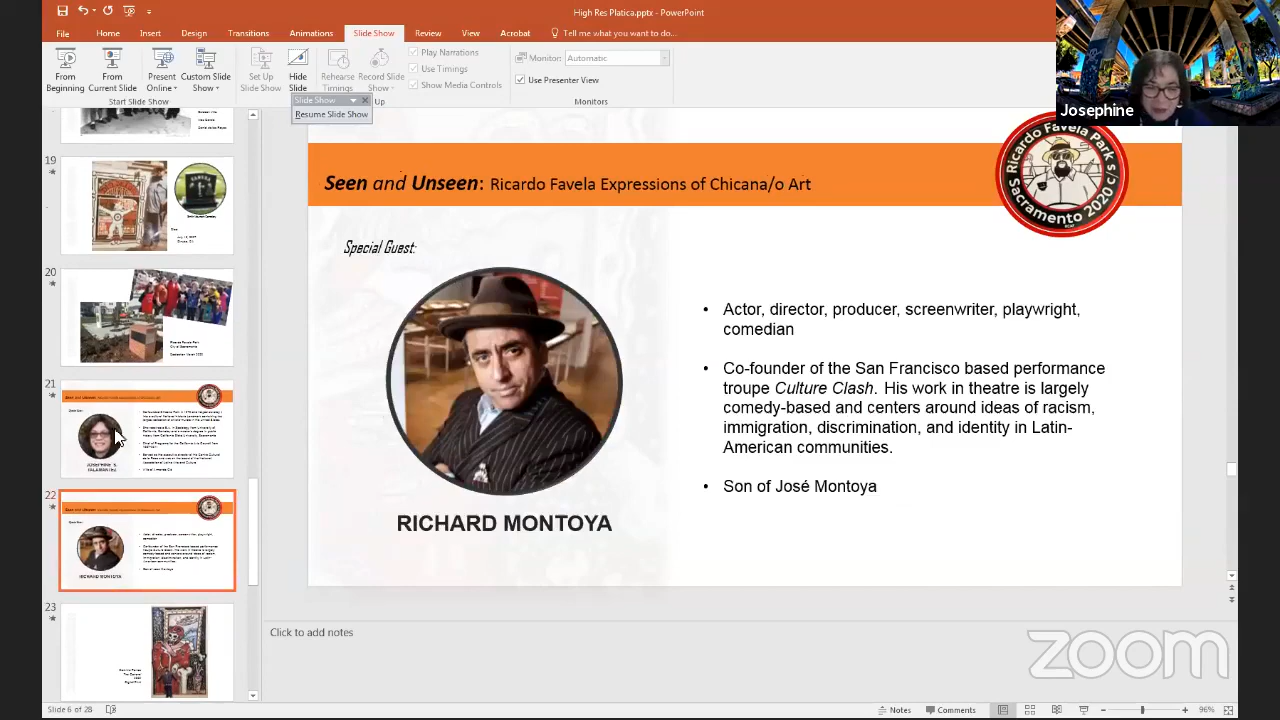 High Res Platica.pptx - PowerPoint
File Home Insert Design Transitions Animations Slide Show Review View Acrobat Tell me what you want to do...
From Beginning
From Current Slide
Present Online
Custom Slide Show
Start Slide Show
Set Up Slide Show
Hide Slide
Rehearse Timings
Record Slide Show
Play Narrations
Use Timings
Show Media Controls
Up
Monitor: Automatic
Use Presenter View
Monitors
Slide Show
Resume Slide Show
Josephine
19
20
21
22
RICHARD MONTOYA
23
Seen and Unseen: Ricardo Favela Expressions of Chicana/o Art
Ricardo Favela Park
Sacramento 2020 c/s
Special Guest:
RICHARD MONTOYA
• Actor, director, producer, screenwriter, playwright,
comedian
• Co-founder of the San Francisco based performance
troupe Culture Clash. His work in theatre is largely
comedy-based and centers around ideas of racism,
immigration, discrimination, and identity in Latin-
American communities.
• Son of José Montoya
Click to add notes
zoom
Slide 6 of 28
Notes Comments 96%